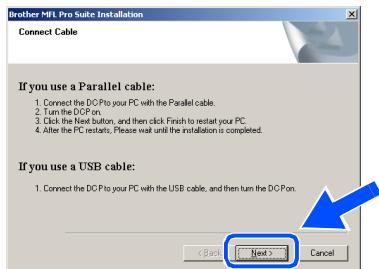 Brother MFL Pro Suite Installation
Connect Cable
If you use a Parallel cable:
1. Connect the DCP to your PC with the Parallel cable.
2. Turn the DCP on.
3. Click the Next button, and then click Finish to restart your PC.
4. After the PC restarts, Please wait until the installation is completed.
If you use a USB cable:
1. Connect the DCP to your PC with the USB cable, and then turn the DCP on.
< Back
Next >
Cancel